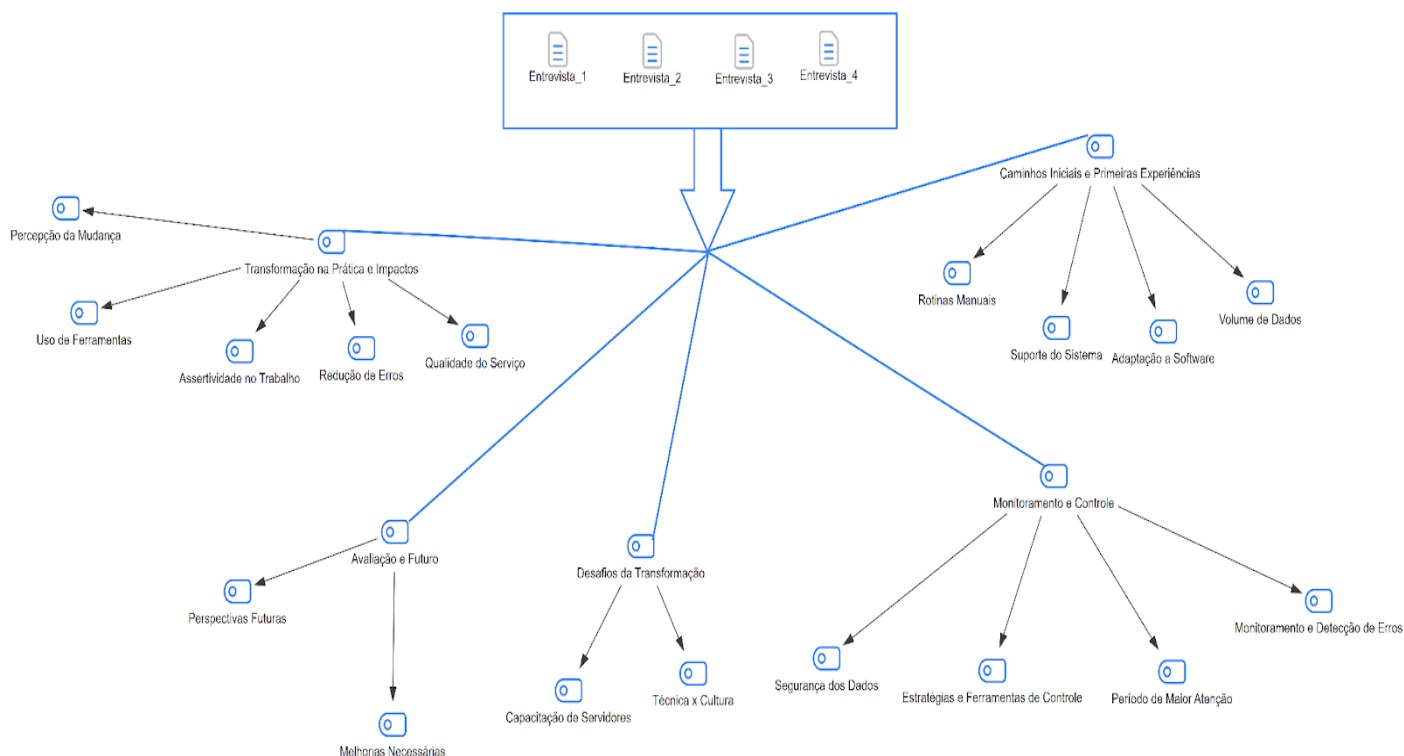 Entrevista_1
Entrevista_2
Entrevista_3
Entrevista_4
Caminhos Iniciais e Primeiras Experiências
Rotinas Manuais
Suporte do Sistema
Adaptação a Software
Volume de Dados
Percepção da Mudança
Transformação na Prática e Impactos
Uso de Ferramentas
Assertividade no Trabalho
Redução de Erros
Qualidade do Serviço
Avaliação e Futuro
Perspectivas Futuras
Melhorias Necessárias
Desafios da Transformação
Capacitação de Servidores
Técnica x Cultura
Monitoramento e Controle
Segurança dos Dados
Estratégias e Ferramentas de Controle
Período de Maior Atenção
Monitoramento e Detecção de Erros